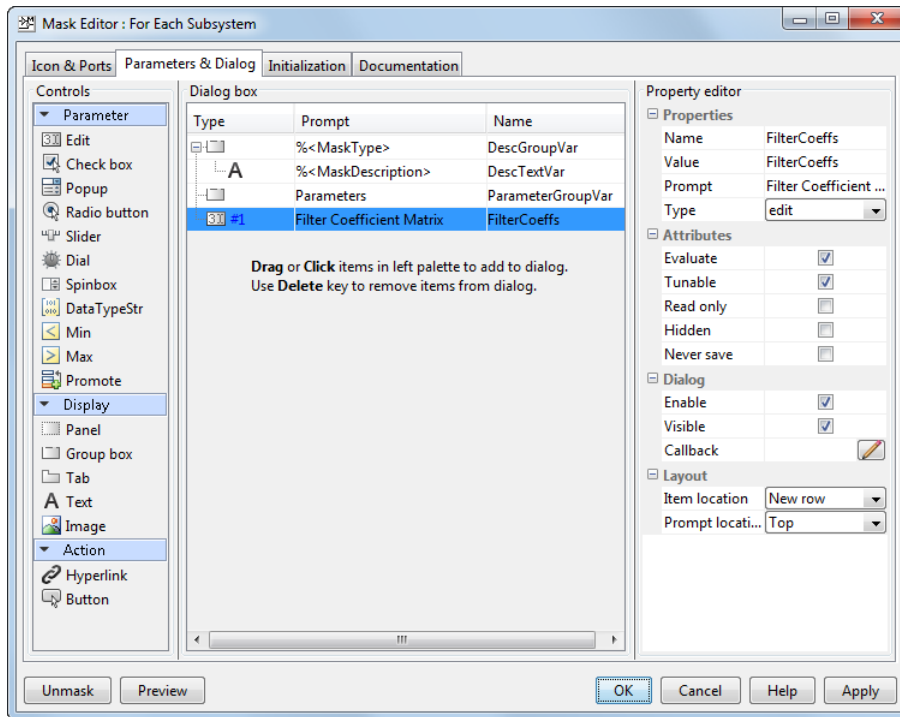 Mask Editor : For Each Subsystem
Icon & Ports Parameters & Dialog Initialization Documentation
Controls
Parameter
Edit
Check box
Popup
Radio button
Slider
Dial
Spinbox
DataTypeStr
Min
Max
Promote
Display
Panel
Group box
Tab
Text
Image
Action
Hyperlink
Button
Dialog box
Type Prompt Name
%<MaskType> DescGroupVar
A %<MaskDescription> DescTextVar
Parameters ParameterGroupVar
#1 Filter Coefficient Matrix FilterCoeffs
Drag or Click items in left palette to add to dialog.
Use Delete key to remove items from dialog.
Property editor
Properties
Name FilterCoeffs
Value FilterCoeffs
Prompt Filter Coefficient ...
Type edit
Attributes
Evaluate
Tunable
Read only
Hidden
Never save
Dialog
Enable
Visible
Callback
Layout
Item location New row
Prompt locati... Top
Unmask Preview OK Cancel Help Apply